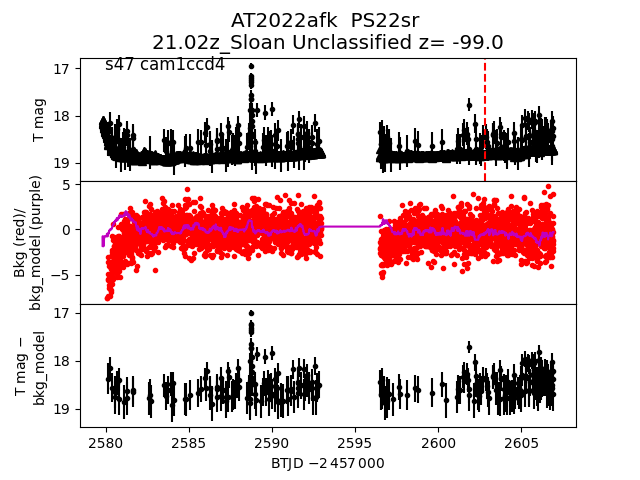 AT2022afk  PS22sr
21.02z_Sloan Unclassified z= -99.0
s47 cam1ccd4
17
18
19
T mag
5
0
−5
Bkg (red)/
bkg_model (purple)
17
18
19
T mag −
bkg_model
2580 2585 2590 2595 2600 2605
BTJD −2 457 000